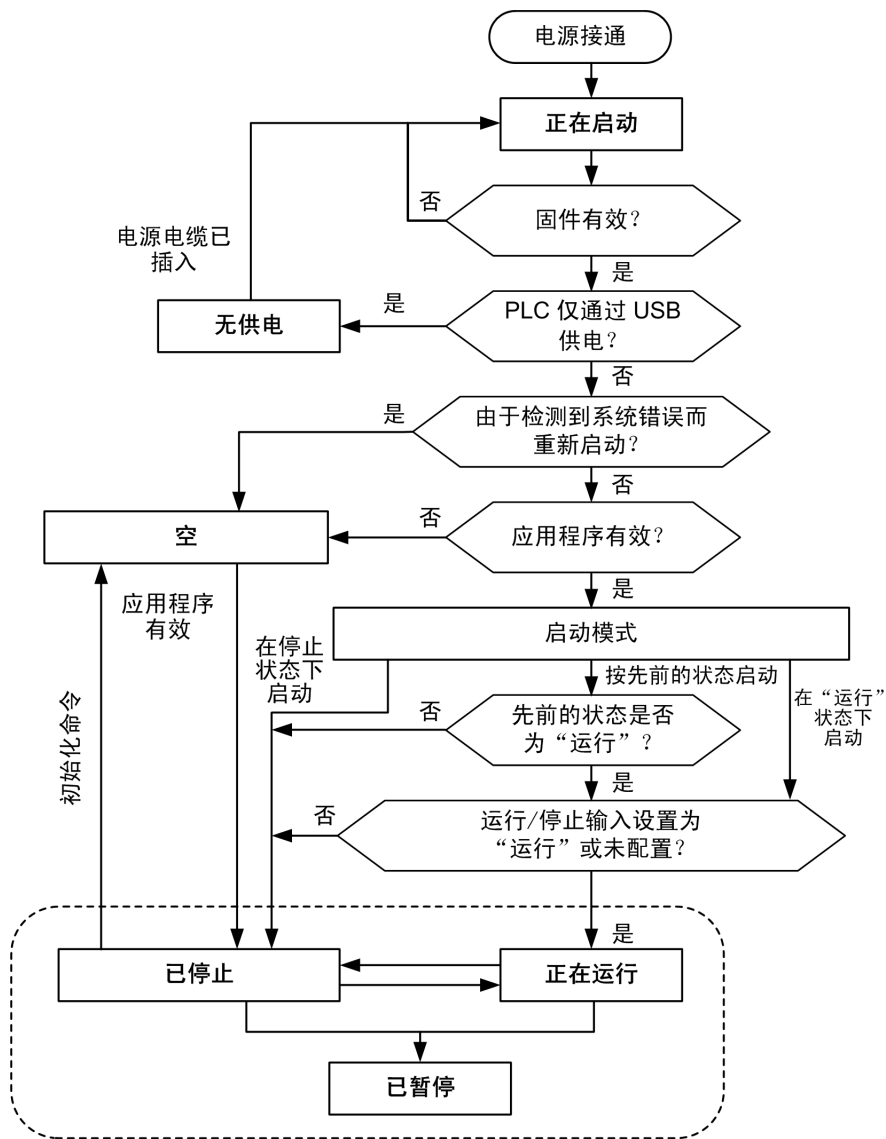 电源接通
正在启动
否
固件有效？
电源电缆已
插入
是
无供电
是
PLC 仅通过 USB
供电？
否
是
由于检测到系统错误而
重新启动？
否
空
否
应用程序有效？
是
应用程序
有效
启动模式
在停止
状态下
启动
按先前的状态启动
在“运行”
状态下
启动
否
先前的状态是否
为“运行”？
初始化命令
是
否
运行/停止输入设置为
“运行”或未配置？
是
已停止
正在运行
已暂停